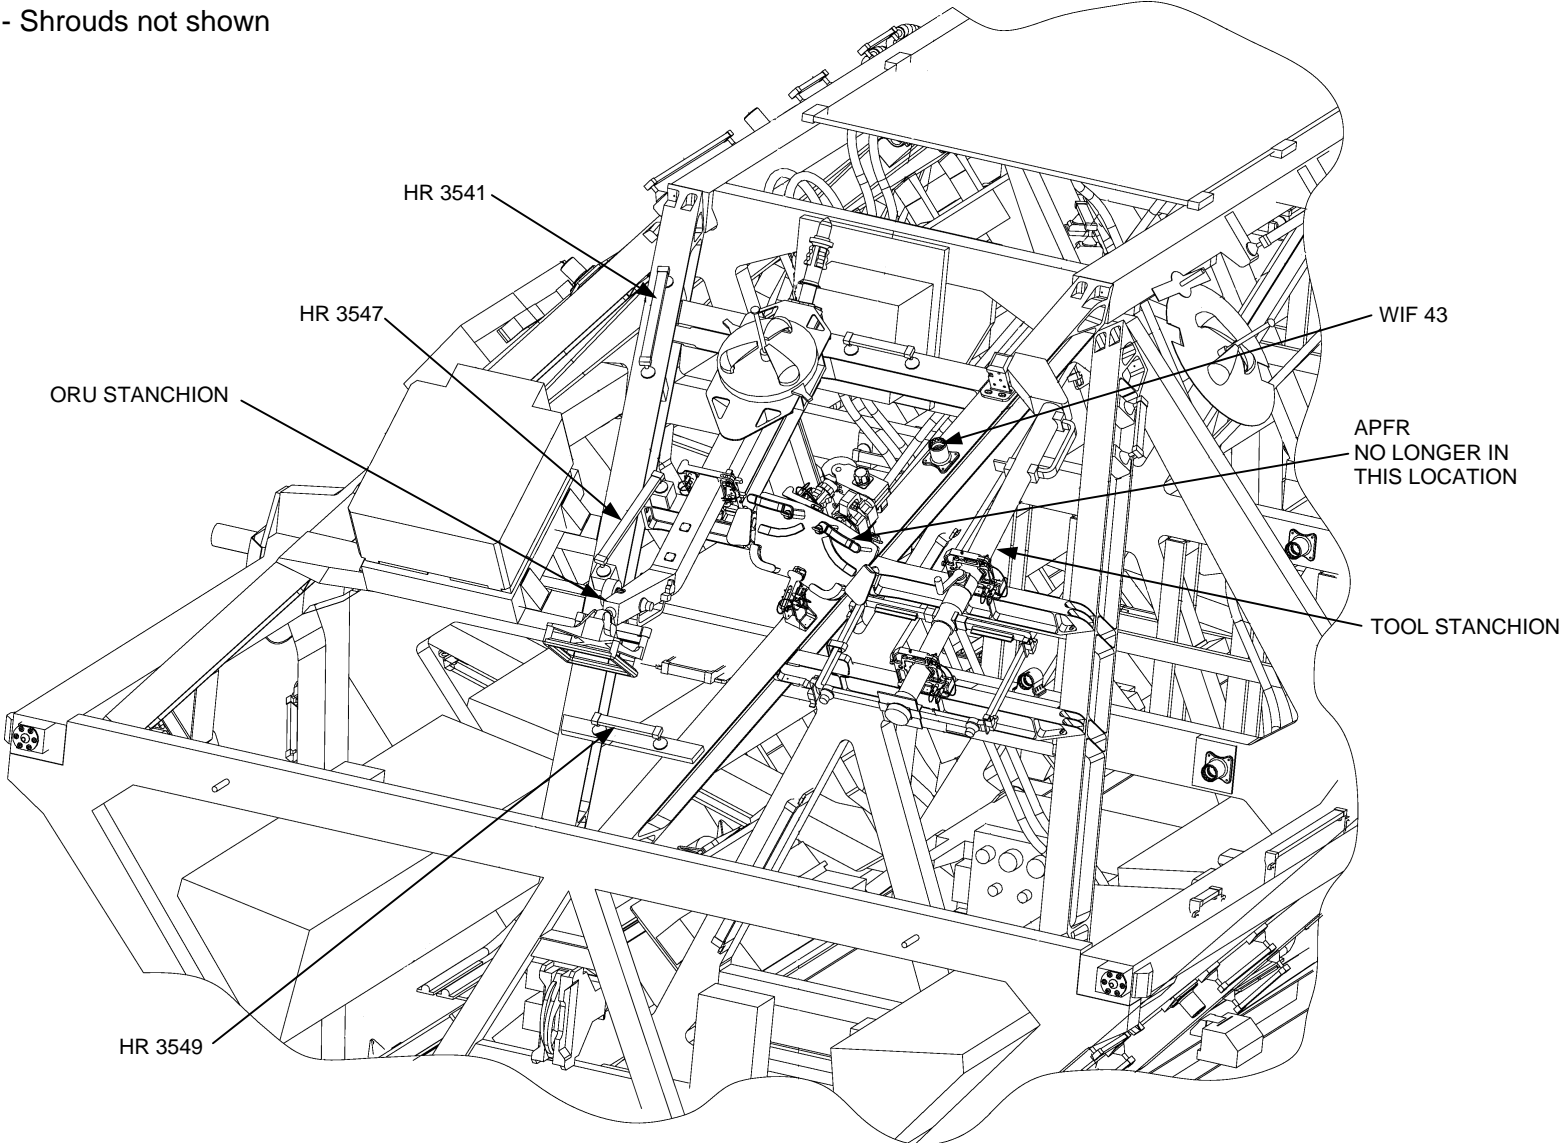 - Shrouds not shown
HR 3541
HR 3547
WIF 43
ORU STANCHION
APFR
NO LONGER IN
THIS LOCATION
TOOL STANCHION
HR 3549